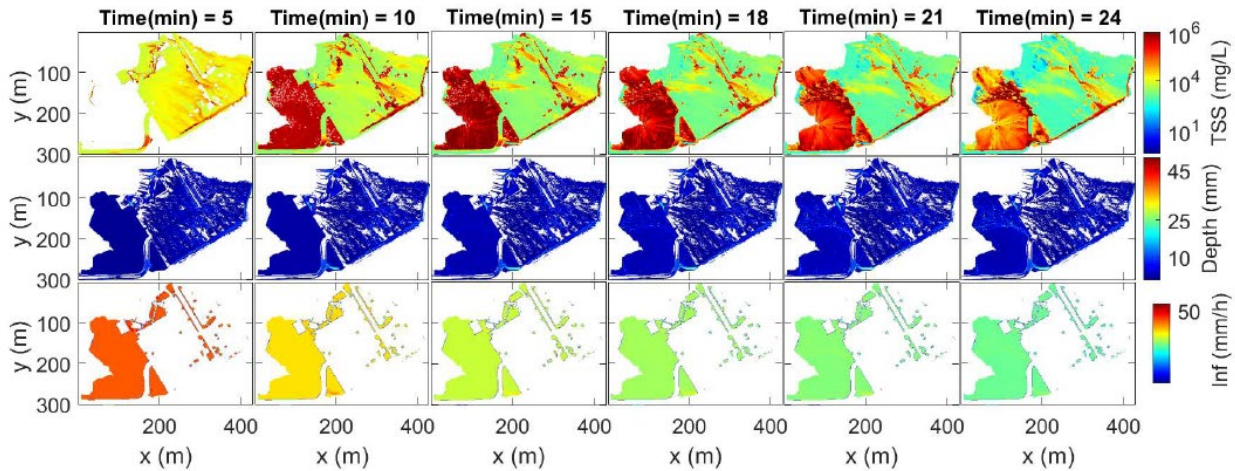 Time(min) = 5 Time(min) = 10 Time(min) = 15 Time(min) = 18 Time(min) = 21 Time(min) = 24
y (m) 100 200 300 10^6 10^4 10^1 TSS (mg/L)
y (m) 100 200 300 45 25 10 Depth (mm)
y (m) 100 200 300 50 Inf (mm/h)
200 400 200 400 200 400 200 400 200 400 200 400
x (m) x (m) x (m) x (m) x (m) x (m)